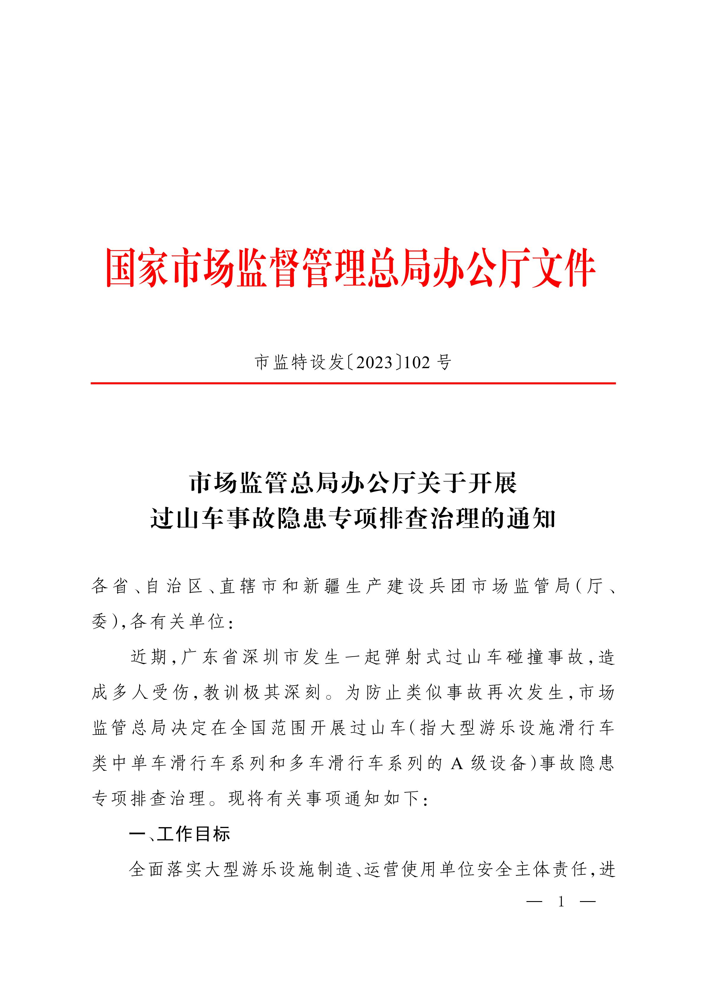 国家市场监督管理总局办公厅文件
市监特设发〔2023〕102号
市场监管总局办公厅关于开展
过山车事故隐患专项排查治理的通知
各省、自治区、直辖市和新疆生产建设兵团市场监管局(厅、
委),各有关单位:
近期,广东省深圳市发生一起弹射式过山车碰撞事故,造
成多人受伤,教训极其深刻。为防止类似事故再次发生,市场
监管总局决定在全国范围开展过山车(指大型游乐设施滑行车
类中单车滑行车系列和多车滑行车系列的 A 级设备)事故隐患
专项排查治理。现将有关事项通知如下:
一、工作目标
全面落实大型游乐设施制造、运营使用单位安全主体责任,进
— 1 —